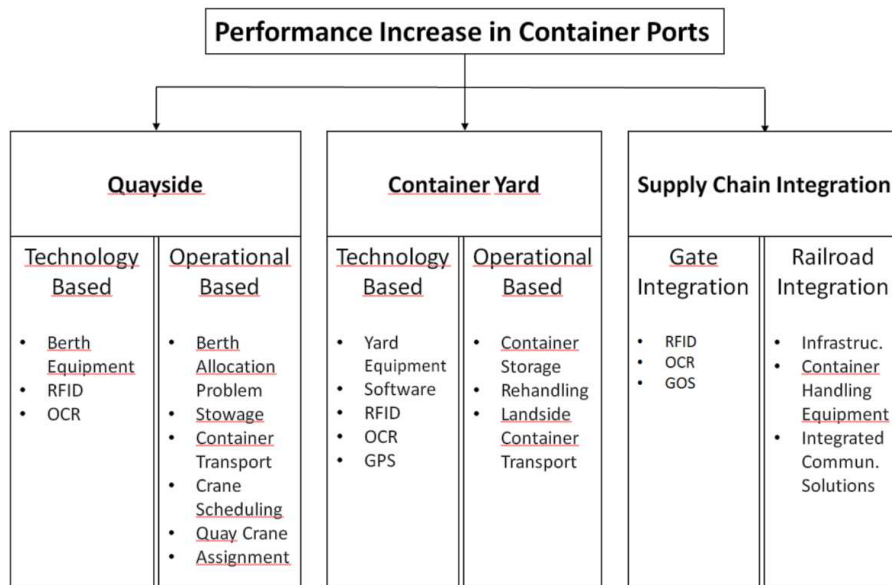 Performance Increase in Container Ports
Quayside
Technology
Based
Berth
Equipment
RFID
OCR
Operational
Based
Berth
Allocation
Problem
Stowage
Container
Transport
Crane
Scheduling
Quay Crane
Assignment
Container Yard
Technology
Based
Yard
Equipment
Software
RFID
OCR
GPS
Operational
Based
Container
Storage
Rehandling
Landside
Container
Transport
Supply Chain Integration
Gate
Integration
RFID
OCR
GOS
Railroad
Integration
Infrastruc.
Container
Handling
Equipment
Integrated
Commun.
Solutions